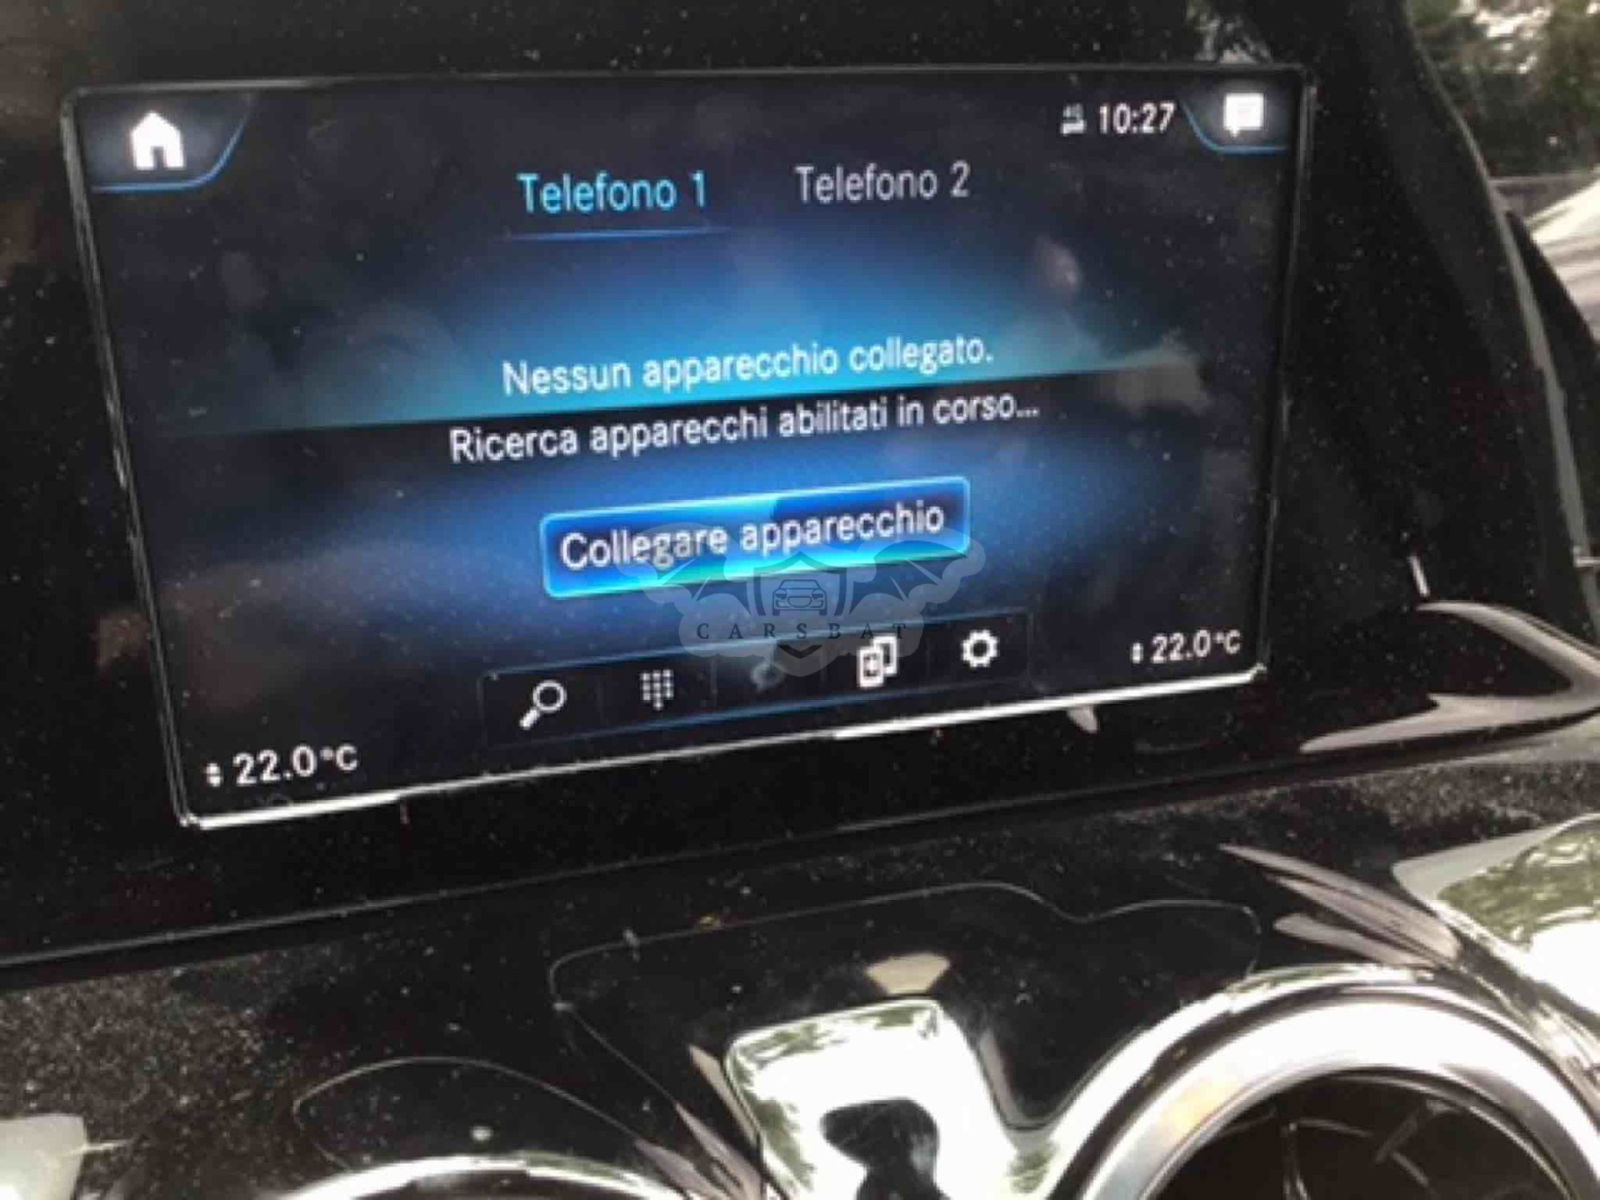 10:27
Telefono 1 Telefono 2
Nessun apparecchio collegato.
Ricerca apparecchi abilitati in corso...
Collegare apparecchio
CARSBAT
22.0°C
22.0°C